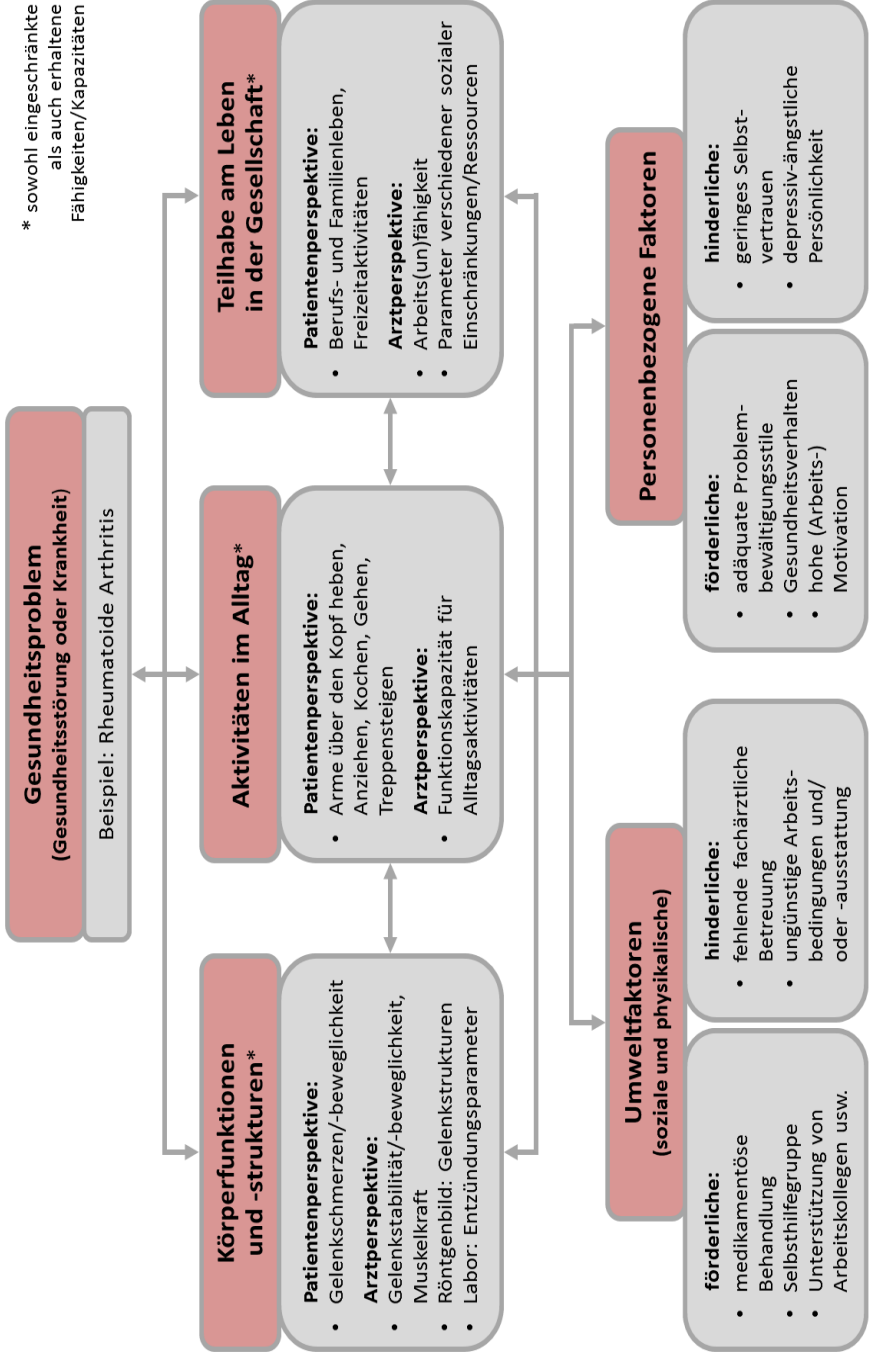 Gesundheitsproblem
(Gesundheitsstörung oder Krankheit)
Beispiel: Rheumatoide Arthritis
* sowohl eingeschränkte
als auch erhaltene
Fähigkeiten/Kapazitäten
Körperfunktionen
und -strukturen*
Patientenperspektive:
• Gelenkschmerzen/-beweglichkeit
Arztperspektive:
• Gelenkstabilität/-beweglichkeit,
Muskelkraft
• Röntgenbild: Gelenkstrukturen
• Labor: Entzündungsparameter
Aktivitäten im Alltag*
Patientenperspektive:
• Arme über den Kopf heben,
Anziehen, Kochen, Gehen,
Treppensteigen
Arztperspektive:
• Funktionskapazität für
Alltagsaktivitäten
Teilhabe am Leben
in der Gesellschaft*
Patientenperspektive:
• Berufs- und Familienleben,
Freizeitaktivitäten
Arztperspektive:
• Arbeits(un)fähigkeit
• Parameter verschiedener sozialer
Einschränkungen/Ressourcen
Umweltfaktoren
(soziale und physikalische)
förderliche:
• medikamentöse
Behandlung
• Selbsthilfegruppe
• Unterstützung von
Arbeitskollegen usw.
hinderliche:
• fehlende fachärztliche
Betreuung
• ungünstige Arbeits-
bedingungen und/
oder -ausstattung
Personenbezogene Faktoren
förderliche:
• adäquate Problem-
bewältigungsstile
• Gesundheitsverhalten
• hohe (Arbeits-)
Motivation
hinderliche:
• geringes Selbst-
vertrauen
• depressiv-ängstliche
Persönlichkeit